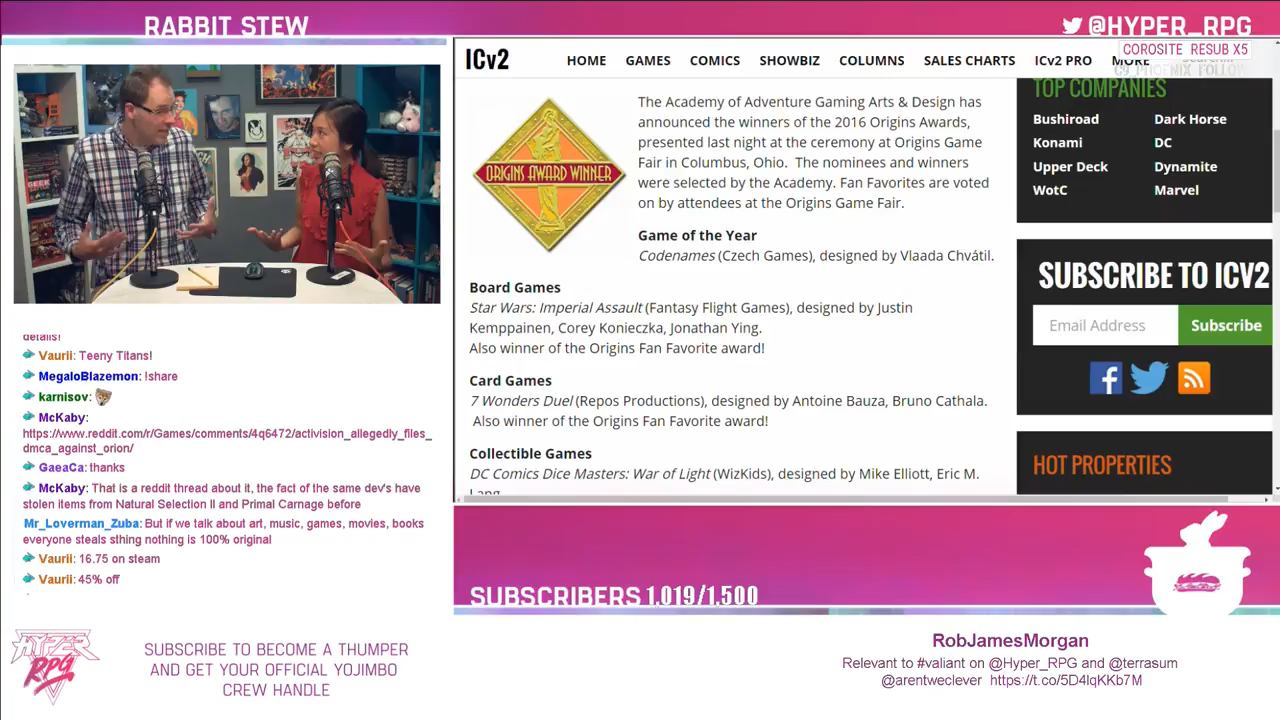 RABBIT STEW
@HYPER_RPG
COROSITE RESUB X5
ICv2
HOME GAMES COMICS SHOWBIZ COLUMNS SALES CHARTS ICv2 PRO MORE
The Academy of Adventure Gaming Arts & Design has
announced the winners of the 2016 Origins Awards,
presented last night at the ceremony at Origins Game
Fair in Columbus, Ohio. The nominees and winners
were selected by the Academy. Fan Favorites are voted
on by attendees at the Origins Game Fair.
ORIGINS AWARD WINNER
Game of the Year
Codenames (Czech Games), designed by Vlaada Chvátil.
Board Games
Star Wars: Imperial Assault (Fantasy Flight Games), designed by Justin
Kemppainen, Corey Konieczka, Jonathan Ying.
Also winner of the Origins Fan Favorite award!
Card Games
7 Wonders Duel (Repos Productions), designed by Antoine Bauza, Bruno Cathala.
Also winner of the Origins Fan Favorite award!
Collectible Games
DC Comics Dice Masters: War of Light (WizKids), designed by Mike Elliott, Eric M.
Lang
TOP COMPANIES
Bushiroad Dark Horse
Konami DC
Upper Deck Dynamite
WotC Marvel
SUBSCRIBE TO ICV2
Email Address Subscribe
HOT PROPERTIES
details!
Vaurii: Teeny Titans!
MegaloBlazemon: !share
karnisov:
McKaby:
https://www.reddit.com/r/Games/comments/4q6472/activision_allegedly_files_
dmca_against_orion/
GaeaCa: thanks
McKaby: That is a reddit thread about it, the fact of the same dev's have
stolen items from Natural Selection II and Primal Carnage before
Mr_Loverman_Zuba: But if we talk about art, music, games, movies, books
everyone steals sthing nothing is 100% original
Vaurii: 16.75 on steam
Vaurii: 45% off
SUBSCRIBERS 1,019/1,500
HYPER
RPG
SUBSCRIBE TO BECOME A THUMPER
AND GET YOUR OFFICIAL YOJIMBO
CREW HANDLE
RobJamesMorgan
Relevant to #valiant on @Hyper_RPG and @terrasum
@arentweclever https://t.co/5D4lqKKb7M